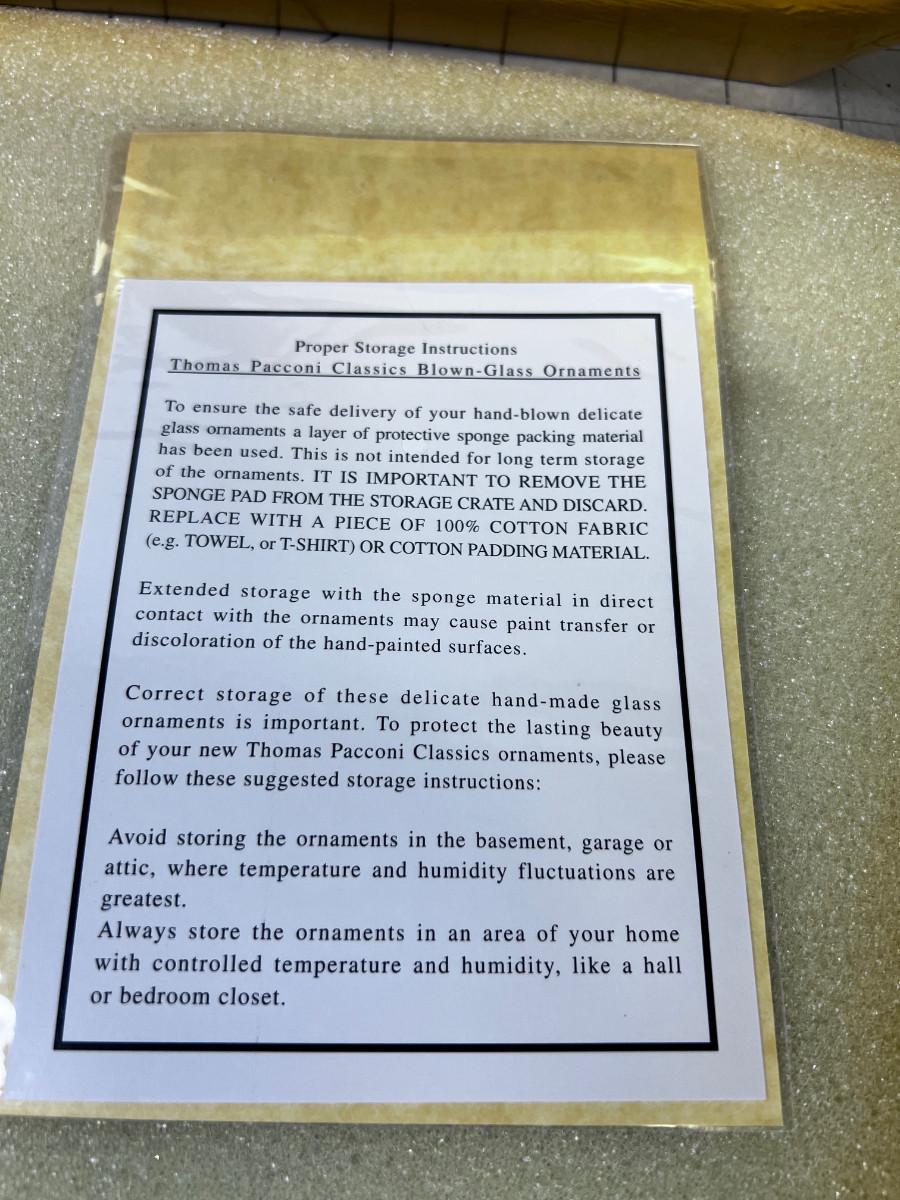 Proper Storage Instructions
Thomas Pacconi Classics Blown-Glass Ornaments
To ensure the safe delivery of your hand-blown delicate
glass ornaments a layer of protective sponge packing material
has been used. This is not intended for long term storage
of the ornaments. IT IS IMPORTANT TO REMOVE THE
SPONGE PAD FROM THE STORAGE CRATE AND DISCARD.
REPLACE WITH A PIECE OF 100% COTTON FABRIC
(e.g. TOWEL, or T-SHIRT) OR COTTON PADDING MATERIAL.
Extended storage with the sponge material in direct
contact with the ornaments may cause paint transfer or
discoloration of the hand-painted surfaces.
Correct storage of these delicate hand-made glass
ornaments is important. To protect the lasting beauty
of your new Thomas Pacconi Classics ornaments, please
follow these suggested storage instructions:
Avoid storing the ornaments in the basement, garage or
attic, where temperature and humidity fluctuations are
greatest.
Always store the ornaments in an area of your home
with controlled temperature and humidity, like a hall
or bedroom closet.